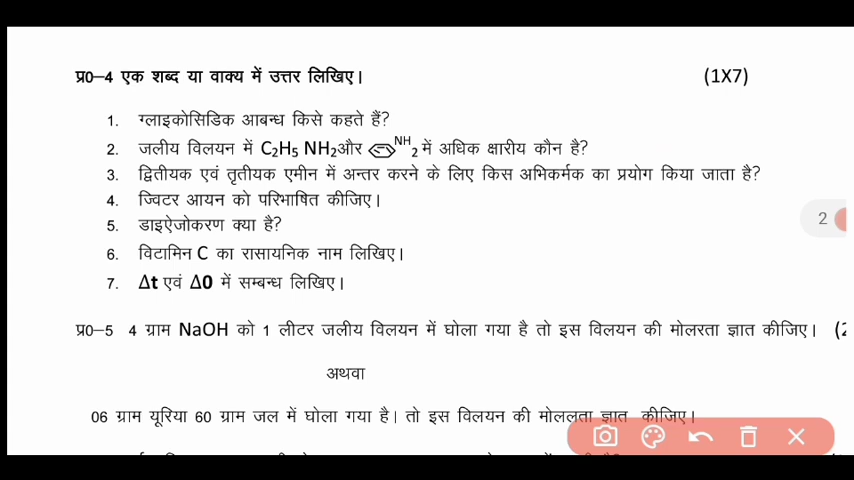 प्र0–4 एक शब्द या वाक्य में उत्तर लिखिए। (1X7)
1. ग्लाइकोसिडिक आबन्ध किसे कहते हैं?
2. जलीय विलयन में C₂H₅ NH₂और NH₂ में अधिक क्षारीय कौन है?
3. द्वितीयक एवं तृतीयक एमीन में अन्तर करने के लिए किस अभिकर्मक का प्रयोग किया जाता है?
4. ज्विटर आयन को परिभाषित कीजिए।
5. डाइऐजोकरण क्या है?
2
6. विटामिन C का रासायनिक नाम लिखिए।
7. Δt एवं Δ0 में सम्बन्ध लिखिए।
प्र0–5 4 ग्राम NaOH को 1 लीटर जलीय विलयन में घोला गया है तो इस विलयन की मोलरता ज्ञात कीजिए। (2
अथवा
06 ग्राम यूरिया 60 ग्राम जल में घोला गया है। तो इस विलयन की मोललता ज्ञात कीजिए।